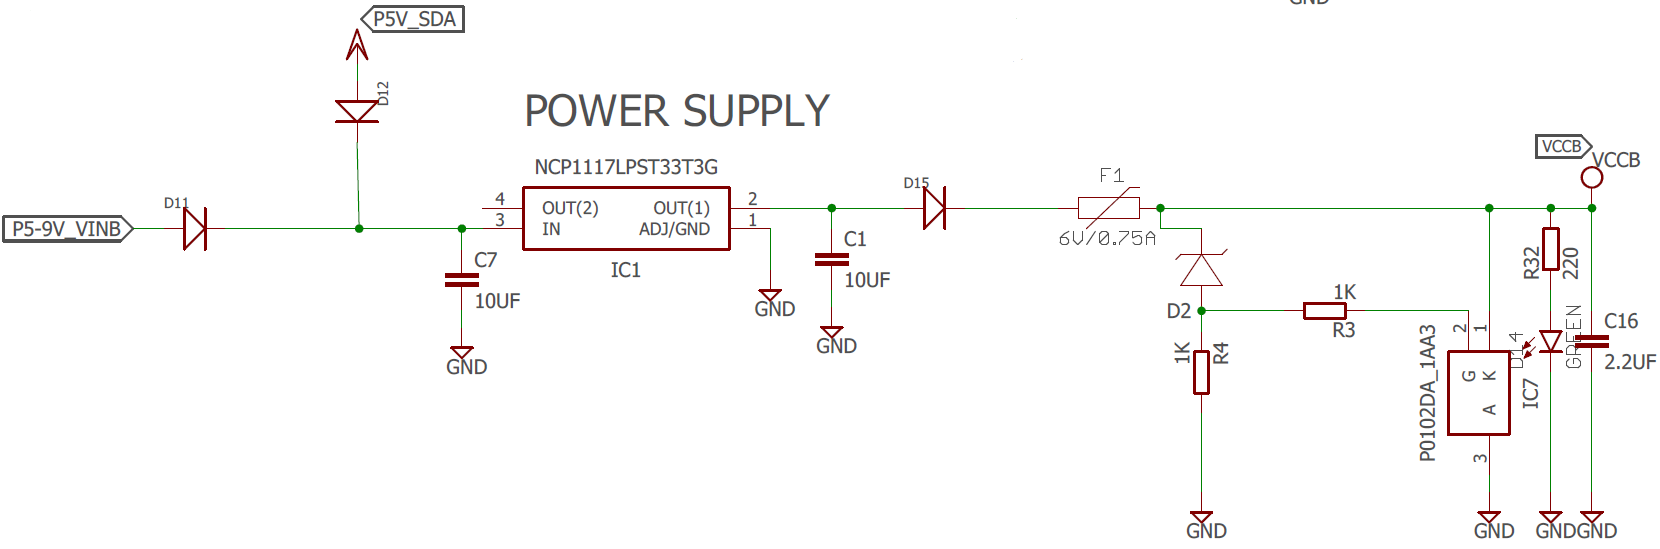 GND
P5V_SDA
D12
POWER SUPPLY
NCP1117LPST33T3G
VCCB
VCCB
D11
P5-9V_VINB
4 OUT(2) OUT(1) 2
3 IN ADJ/GND 1
IC1
D15
F1
6V/0.75A
C7
10UF
GND
C1
10UF
GND
GND
D2
1K
R3
1K
R4
GND
P0102DA_1AA3
2
1
G
K
A
3
IC7
GND
R32
220
D14
GREEN
C16
2.2UF
GND
GND